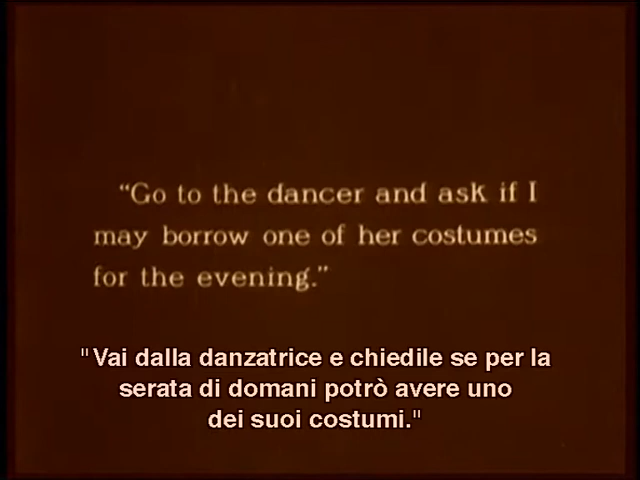 “Go to the dancer and ask if I
may borrow one of her costumes
for the evening.”
"Vai dalla danzatrice e chiedile se per la
serata di domani potrò avere uno
dei suoi costumi."